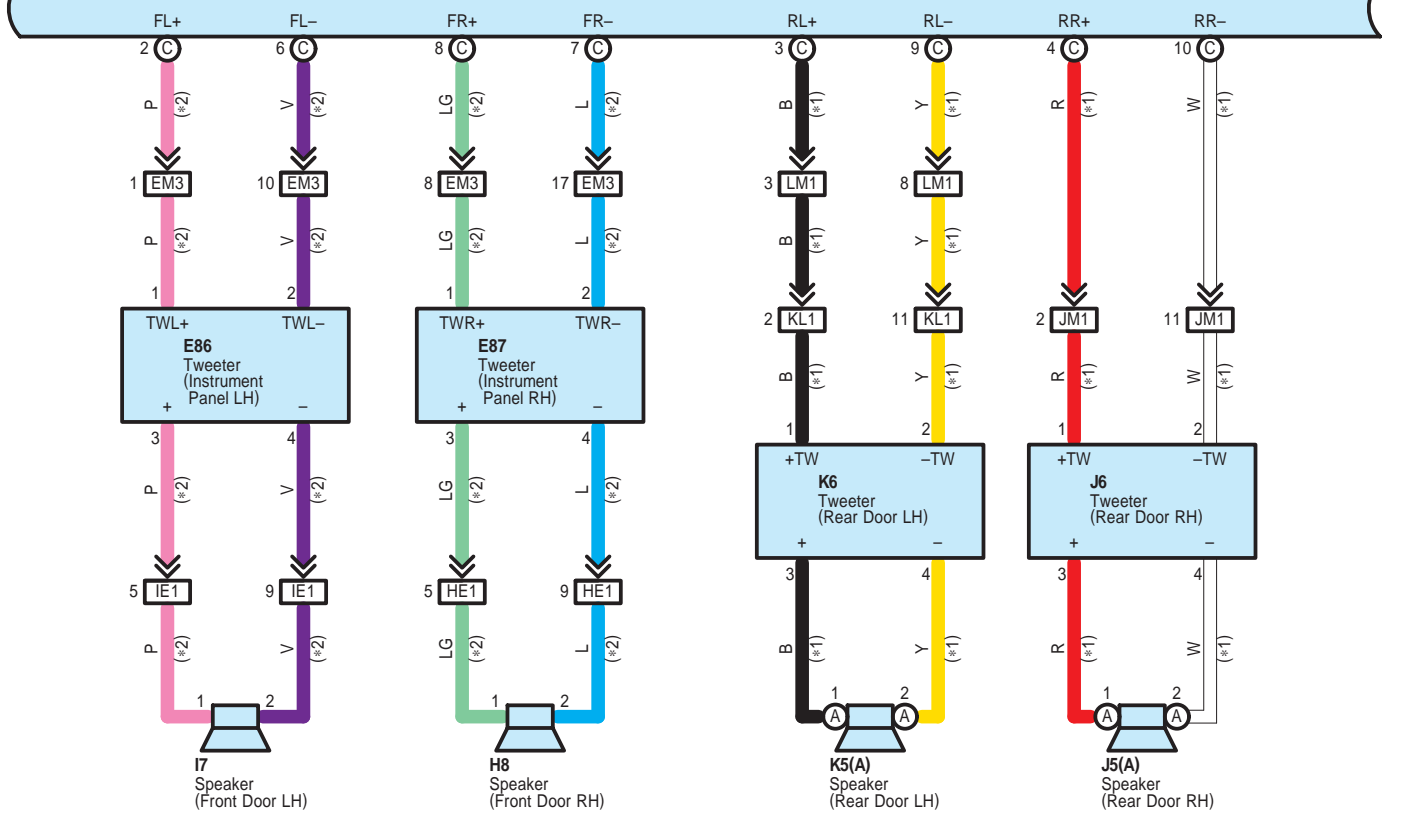 FL+ FL– FR+ FR– RL+ RL– RR+ RR–
2 C 6 C 8 C 7 C 3 C 9 C 4 C 10 C
P (*2) V (*2) LG (*2) L (*2) B (*1) Y (*1) R (*1) W (*1)
1 EM3 10 EM3 8 EM3 17 EM3 3 LM1 8 LM1
P (*2) V (*2) LG (*2) L (*2) B (*1) Y (*1)
1 2 1 2
2 KL1 11 KL1 2 JM1 11 JM1
TWL+ TWL–
E86
Tweeter
(Instrument
Panel LH)
+ –
TWR+ TWR–
E87
Tweeter
(Instrument
Panel RH)
+ –
B (*1) Y (*1) R (*1) W (*1)
3 4 3 4 1 2 1 2
+TW –TW
K6
Tweeter
(Rear Door LH)
+ –
+TW –TW
J6
Tweeter
(Rear Door RH)
+ –
P (*2) V (*2) LG (*2) L (*2)
3 4 3 4
5 IE1 9 IE1 5 HE1 9 HE1
P (*2) V (*2) LG (*2) L (*2) B (*1) Y (*1) R (*1) W (*1)
1 2 1 2 1 2 1 2
A A A A
I7
Speaker
(Front Door LH)
H8
Speaker
(Front Door RH)
K5(A)
Speaker
(Rear Door LH)
J5(A)
Speaker
(Rear Door RH)